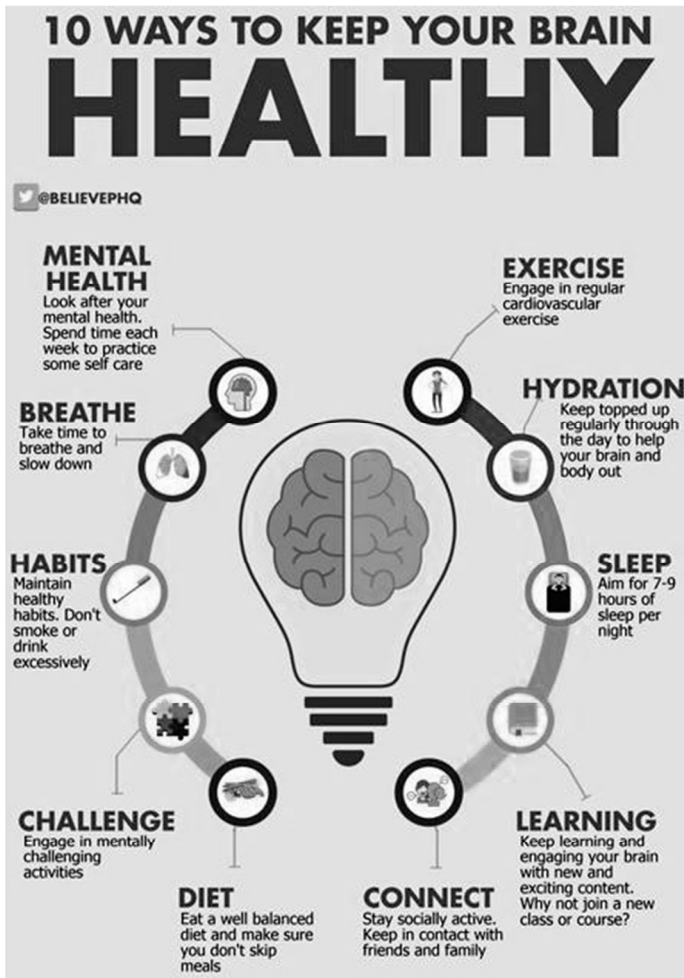 10 WAYS TO KEEP YOUR BRAIN
HEALTHY
@BELIEVEPHQ
MENTAL
HEALTH
Look after your
mental health.
Spend time each
week to practice
some self care
BREATHE
Take time to
breathe and
slow down
HABITS
Maintain
healthy
habits. Don't
smoke or
drink
excessively
CHALLENGE
Engage in mentally
challenging
activities
DIET
Eat a well balanced
diet and make sure
you don't skip
meals
EXERCISE
Engage in regular
cardiovascular
exercise
HYDRATION
Keep topped up
regularly through
the day to help
your brain and
body out
SLEEP
Aim for 7-9
hours of
sleep per
night
LEARNING
Keep learning and
engaging your brain
with new and
exciting content.
Why not join a new
class or course?
CONNECT
Stay socially active.
Keep in contact with
friends and family